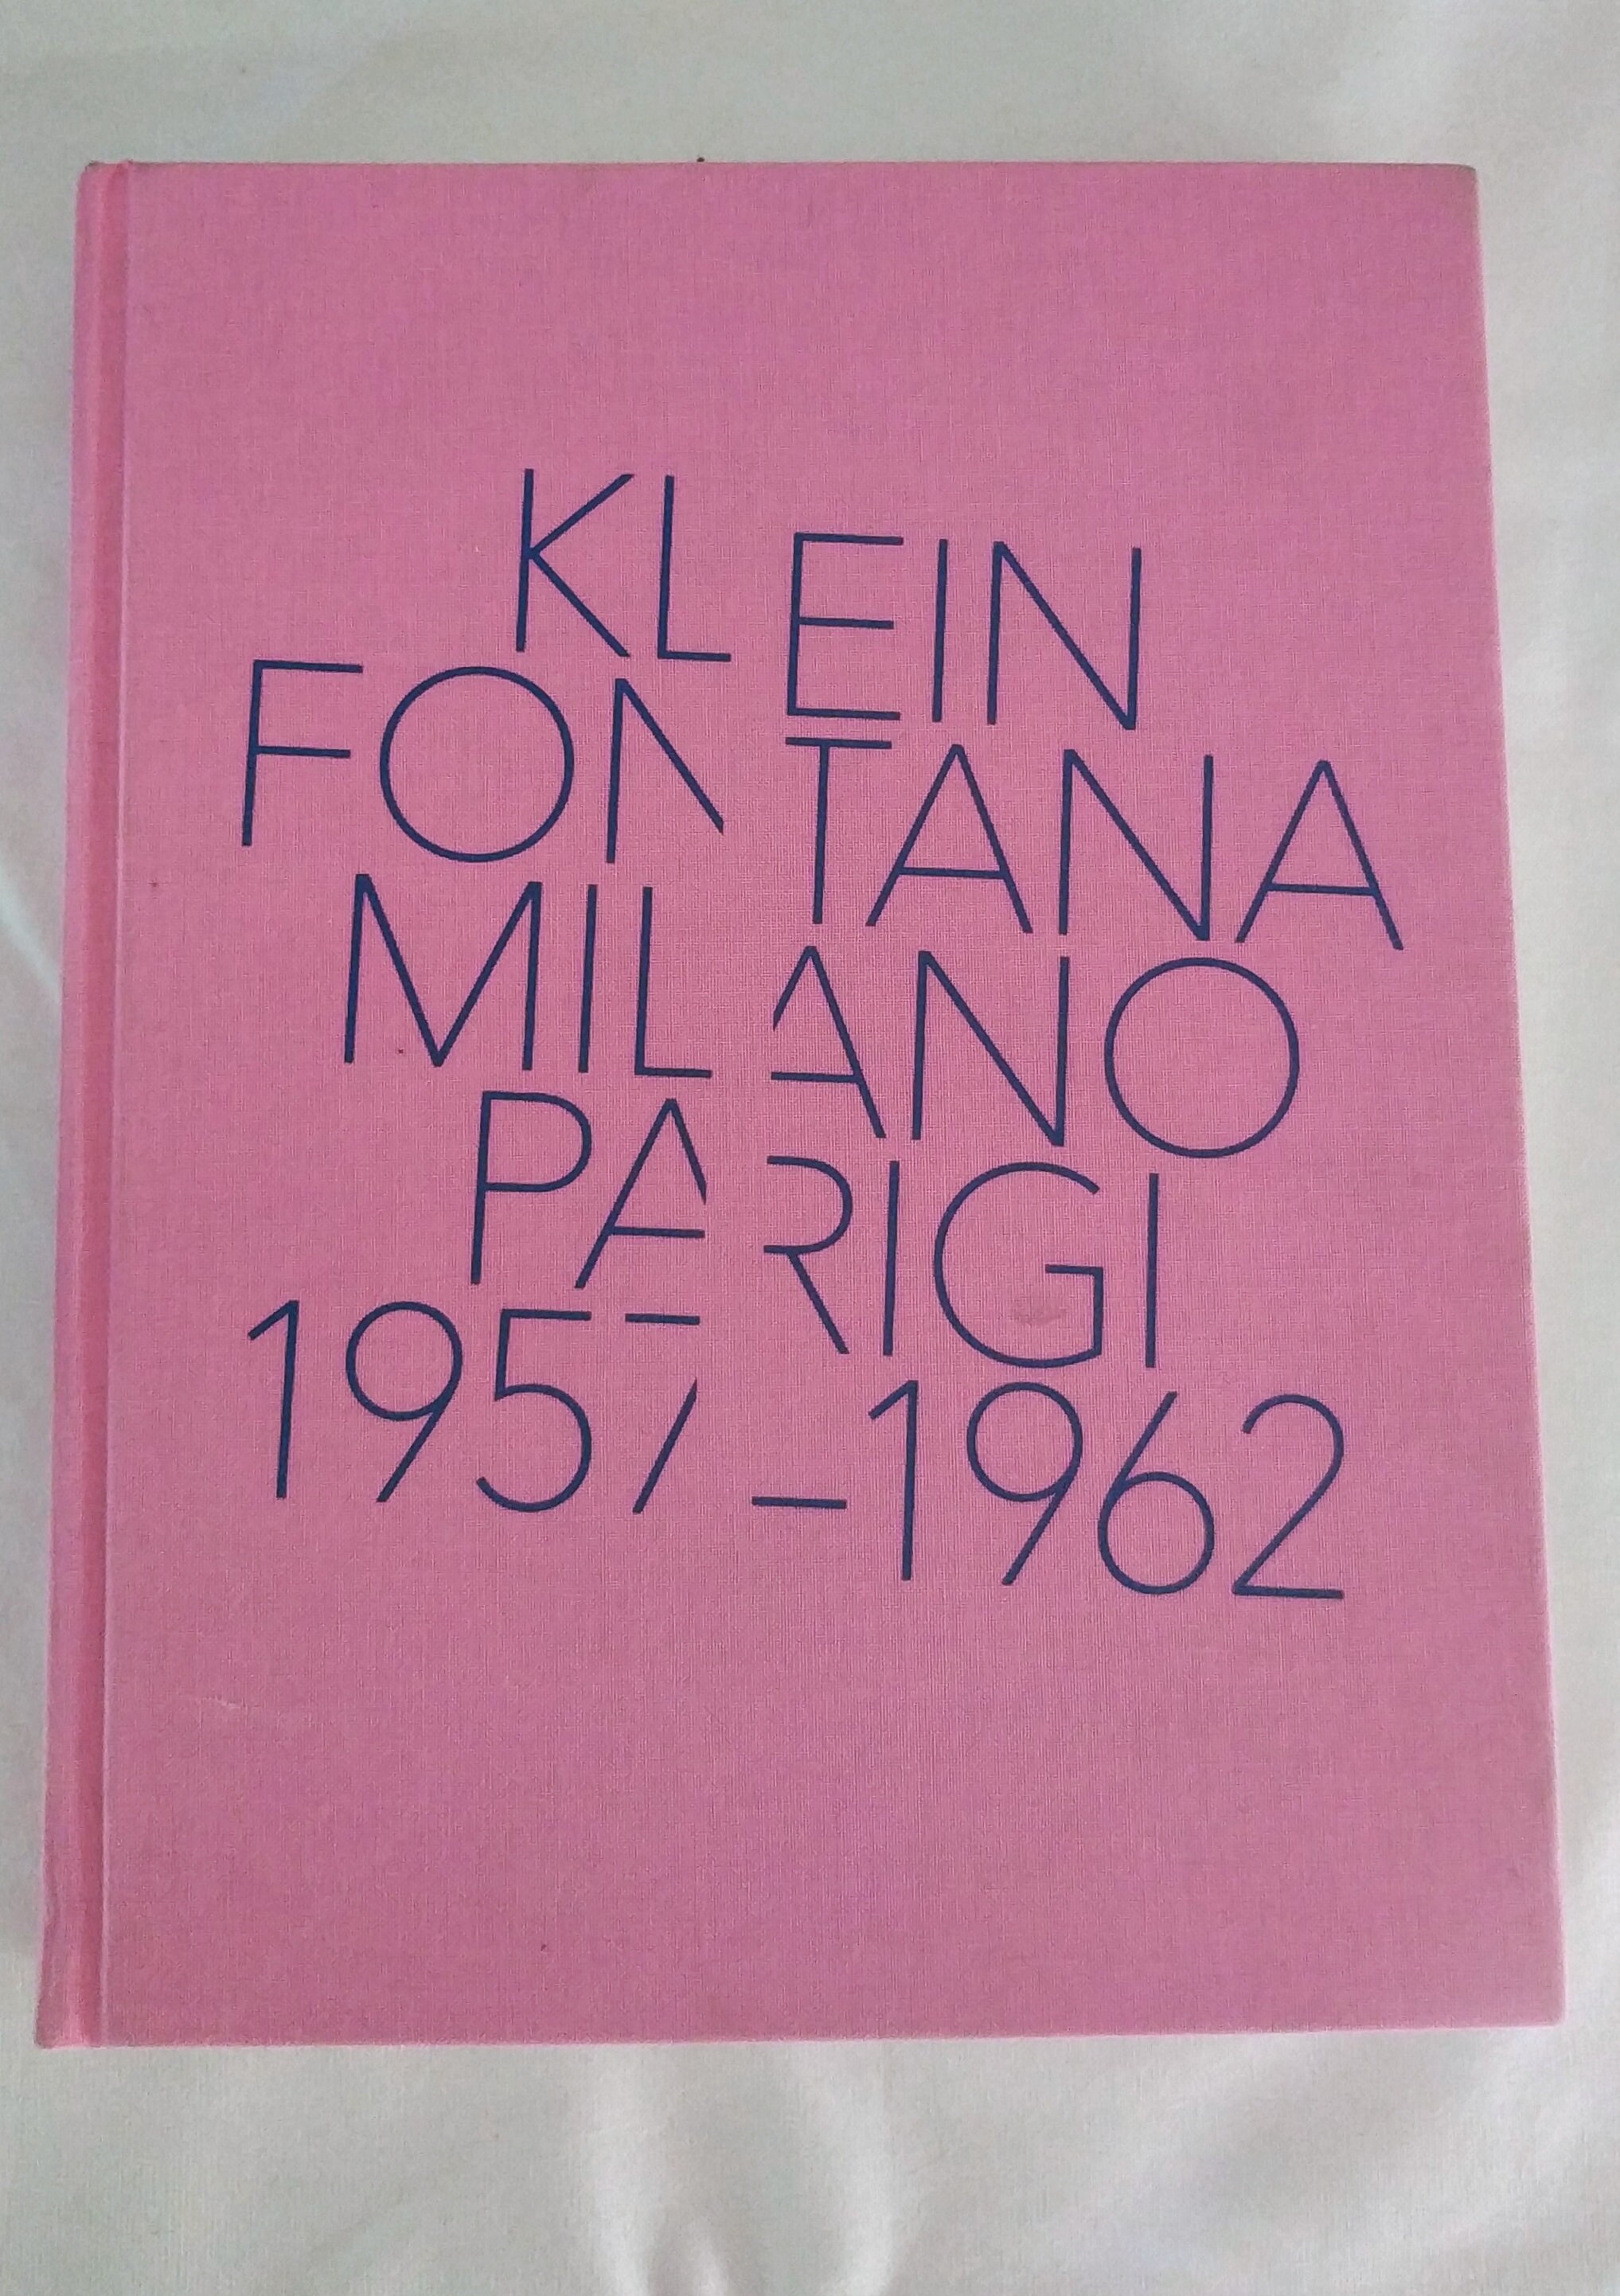 KLEIN
FONTANA
MILANO
PARIGI
1957–1962